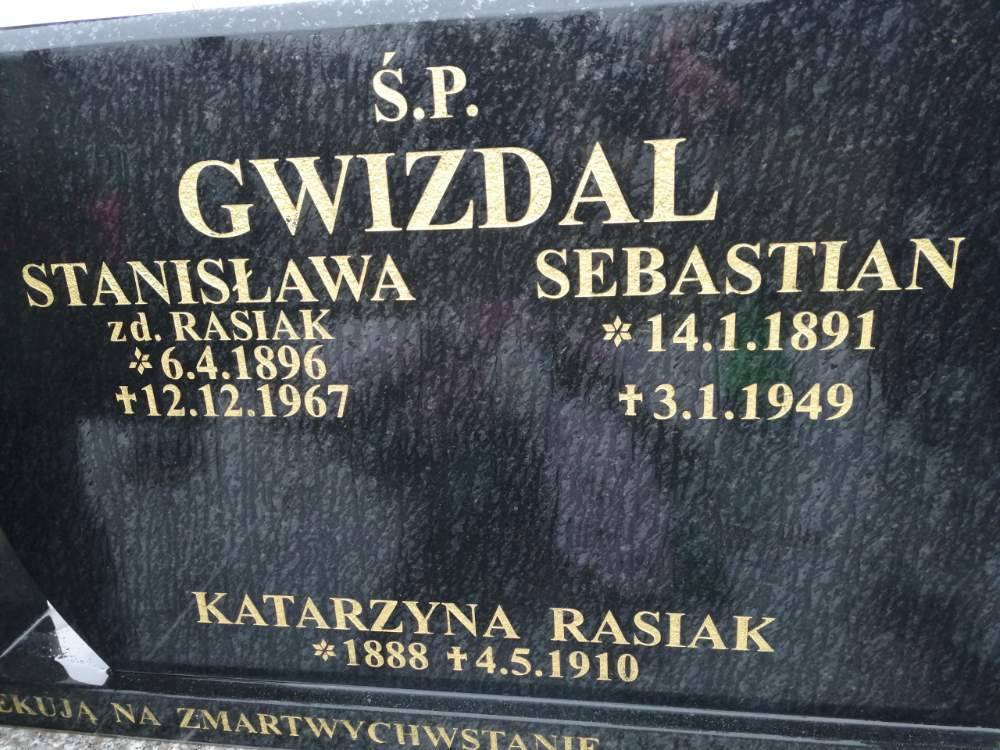 Ś.P.
GWIZDAL
STANISŁAWA
zd. RASIAK
* 6.4.1896
✝ 12.12.1967
SEBASTIAN
* 14.1.1891
✝ 3.1.1949
KATARZYNA RASIAK
* 1888 ✝ 4.5.1910
NA ZMARTWYCHWSTANIE